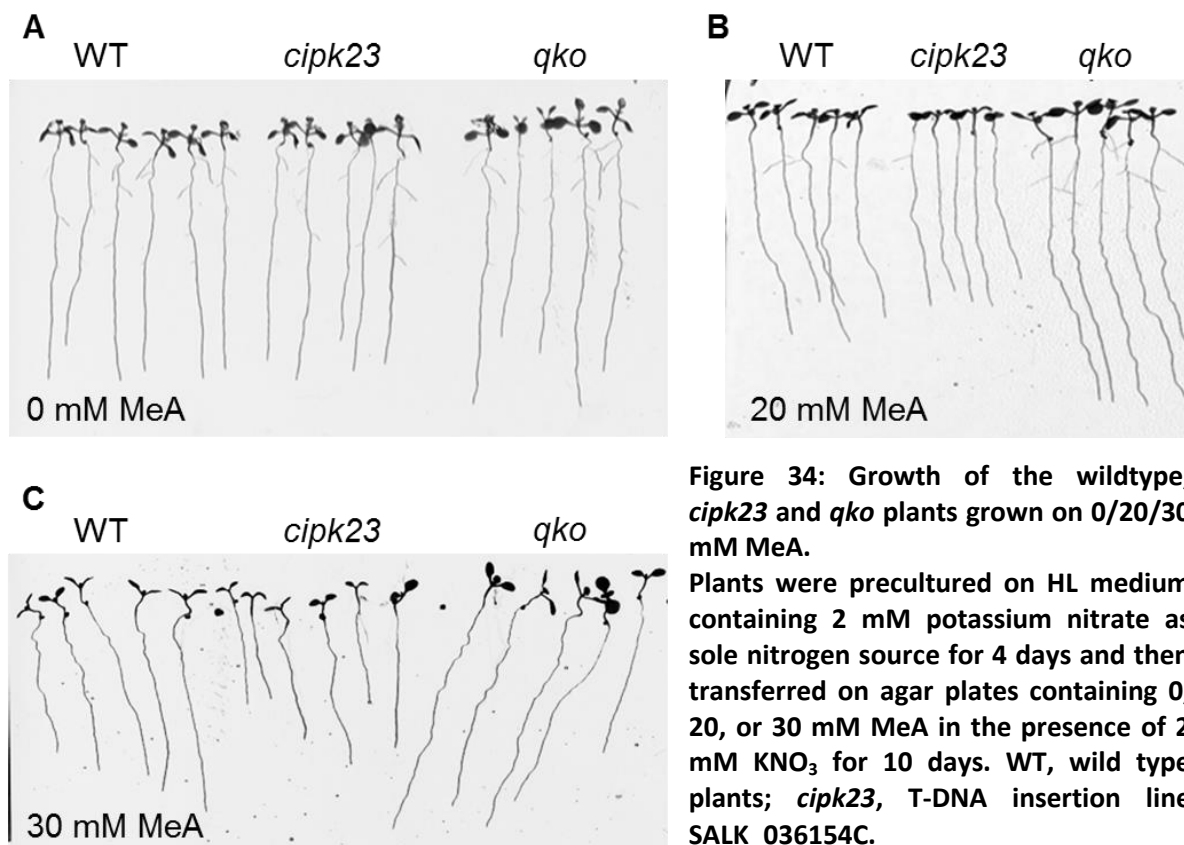 A
WT cipk23 qko
0 mM MeA
B
WT cipk23 qko
20 mM MeA
C
WT cipk23 qko
30 mM MeA
Figure 34: Growth of the wildtype,
cipk23 and qko plants grown on 0/20/30
mM MeA.
Plants were precultured on HL medium
containing 2 mM potassium nitrate as
sole nitrogen source for 4 days and then
transferred on agar plates containing 0,
20, or 30 mM MeA in the presence of 2
mM KNO₃ for 10 days. WT, wild type
plants; cipk23, T-DNA insertion line
SALK_036154C.